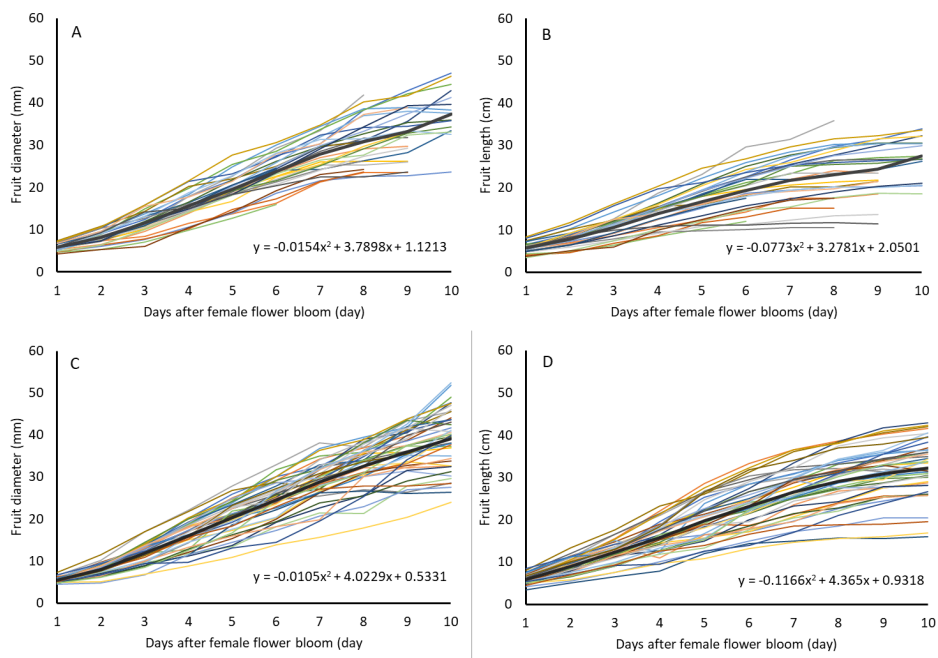 A
60
50
40
30
20
10
0
Fruit diameter (mm)
y = -0.0154x² + 3.7898x + 1.1213
1 2 3 4 5 6 7 8 9 10
Days after female flower bloom (day)
B
60
50
40
30
20
10
0
Fruit length (cm)
y = -0.0773x² + 3.2781x + 2.0501
1 2 3 4 5 6 7 8 9 10
Days after female flower blooms (day)
C
60
50
40
30
20
10
0
Fruit diameter (mm)
y = -0.0105x² + 4.0229x + 0.5331
1 2 3 4 5 6 7 8 9 10
Days after female flower bloom (day
D
60
50
40
30
20
10
0
Fruit length (cm)
y = -0.1166x² + 4.365x + 0.9318
1 2 3 4 5 6 7 8 9 10
Days after female flower bloom (day)